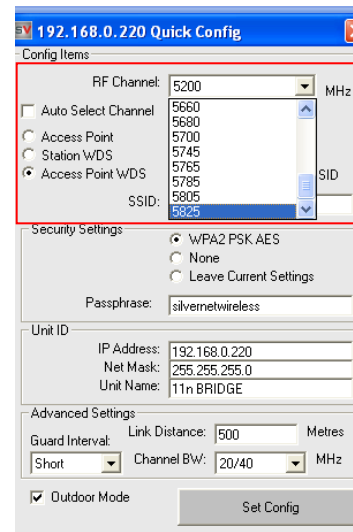 SV 192.168.0.220 Quick Config
Config Items
RF Channel: 5200 MHz
5660
Auto Select Channel
5680
5700
Access Point
5745
Station WDS
5765
Access Point WDS
5785
SID
5805
SSID:
5825
Security Settings
WPA2 PSK AES
None
Leave Current Settings
Passphrase: silvernetwireless
Unit ID
IP Address: 192.168.0.220
Net Mask: 255.255.255.0
Unit Name: 11n BRIDGE
Advanced Settings
Link Distance: 500 Metres
Guard Interval:
Short Channel BW: 20/40 MHz
Outdoor Mode
Set Config